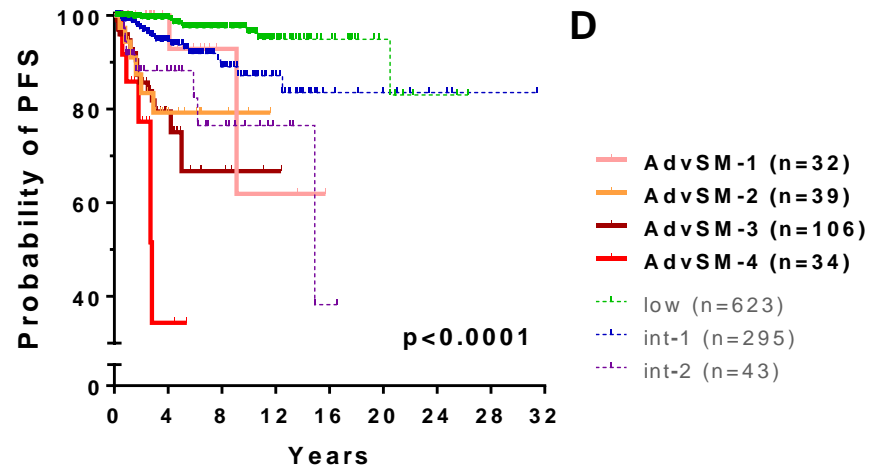 D
Probability of PFS
100
80
60
40
0
0 4 8 12 16 20 24 28 32
Years
p<0.0001
AdvSM-1 (n=32)
AdvSM-2 (n=39)
AdvSM-3 (n=106)
AdvSM-4 (n=34)
low (n=623)
int-1 (n=295)
int-2 (n=43)